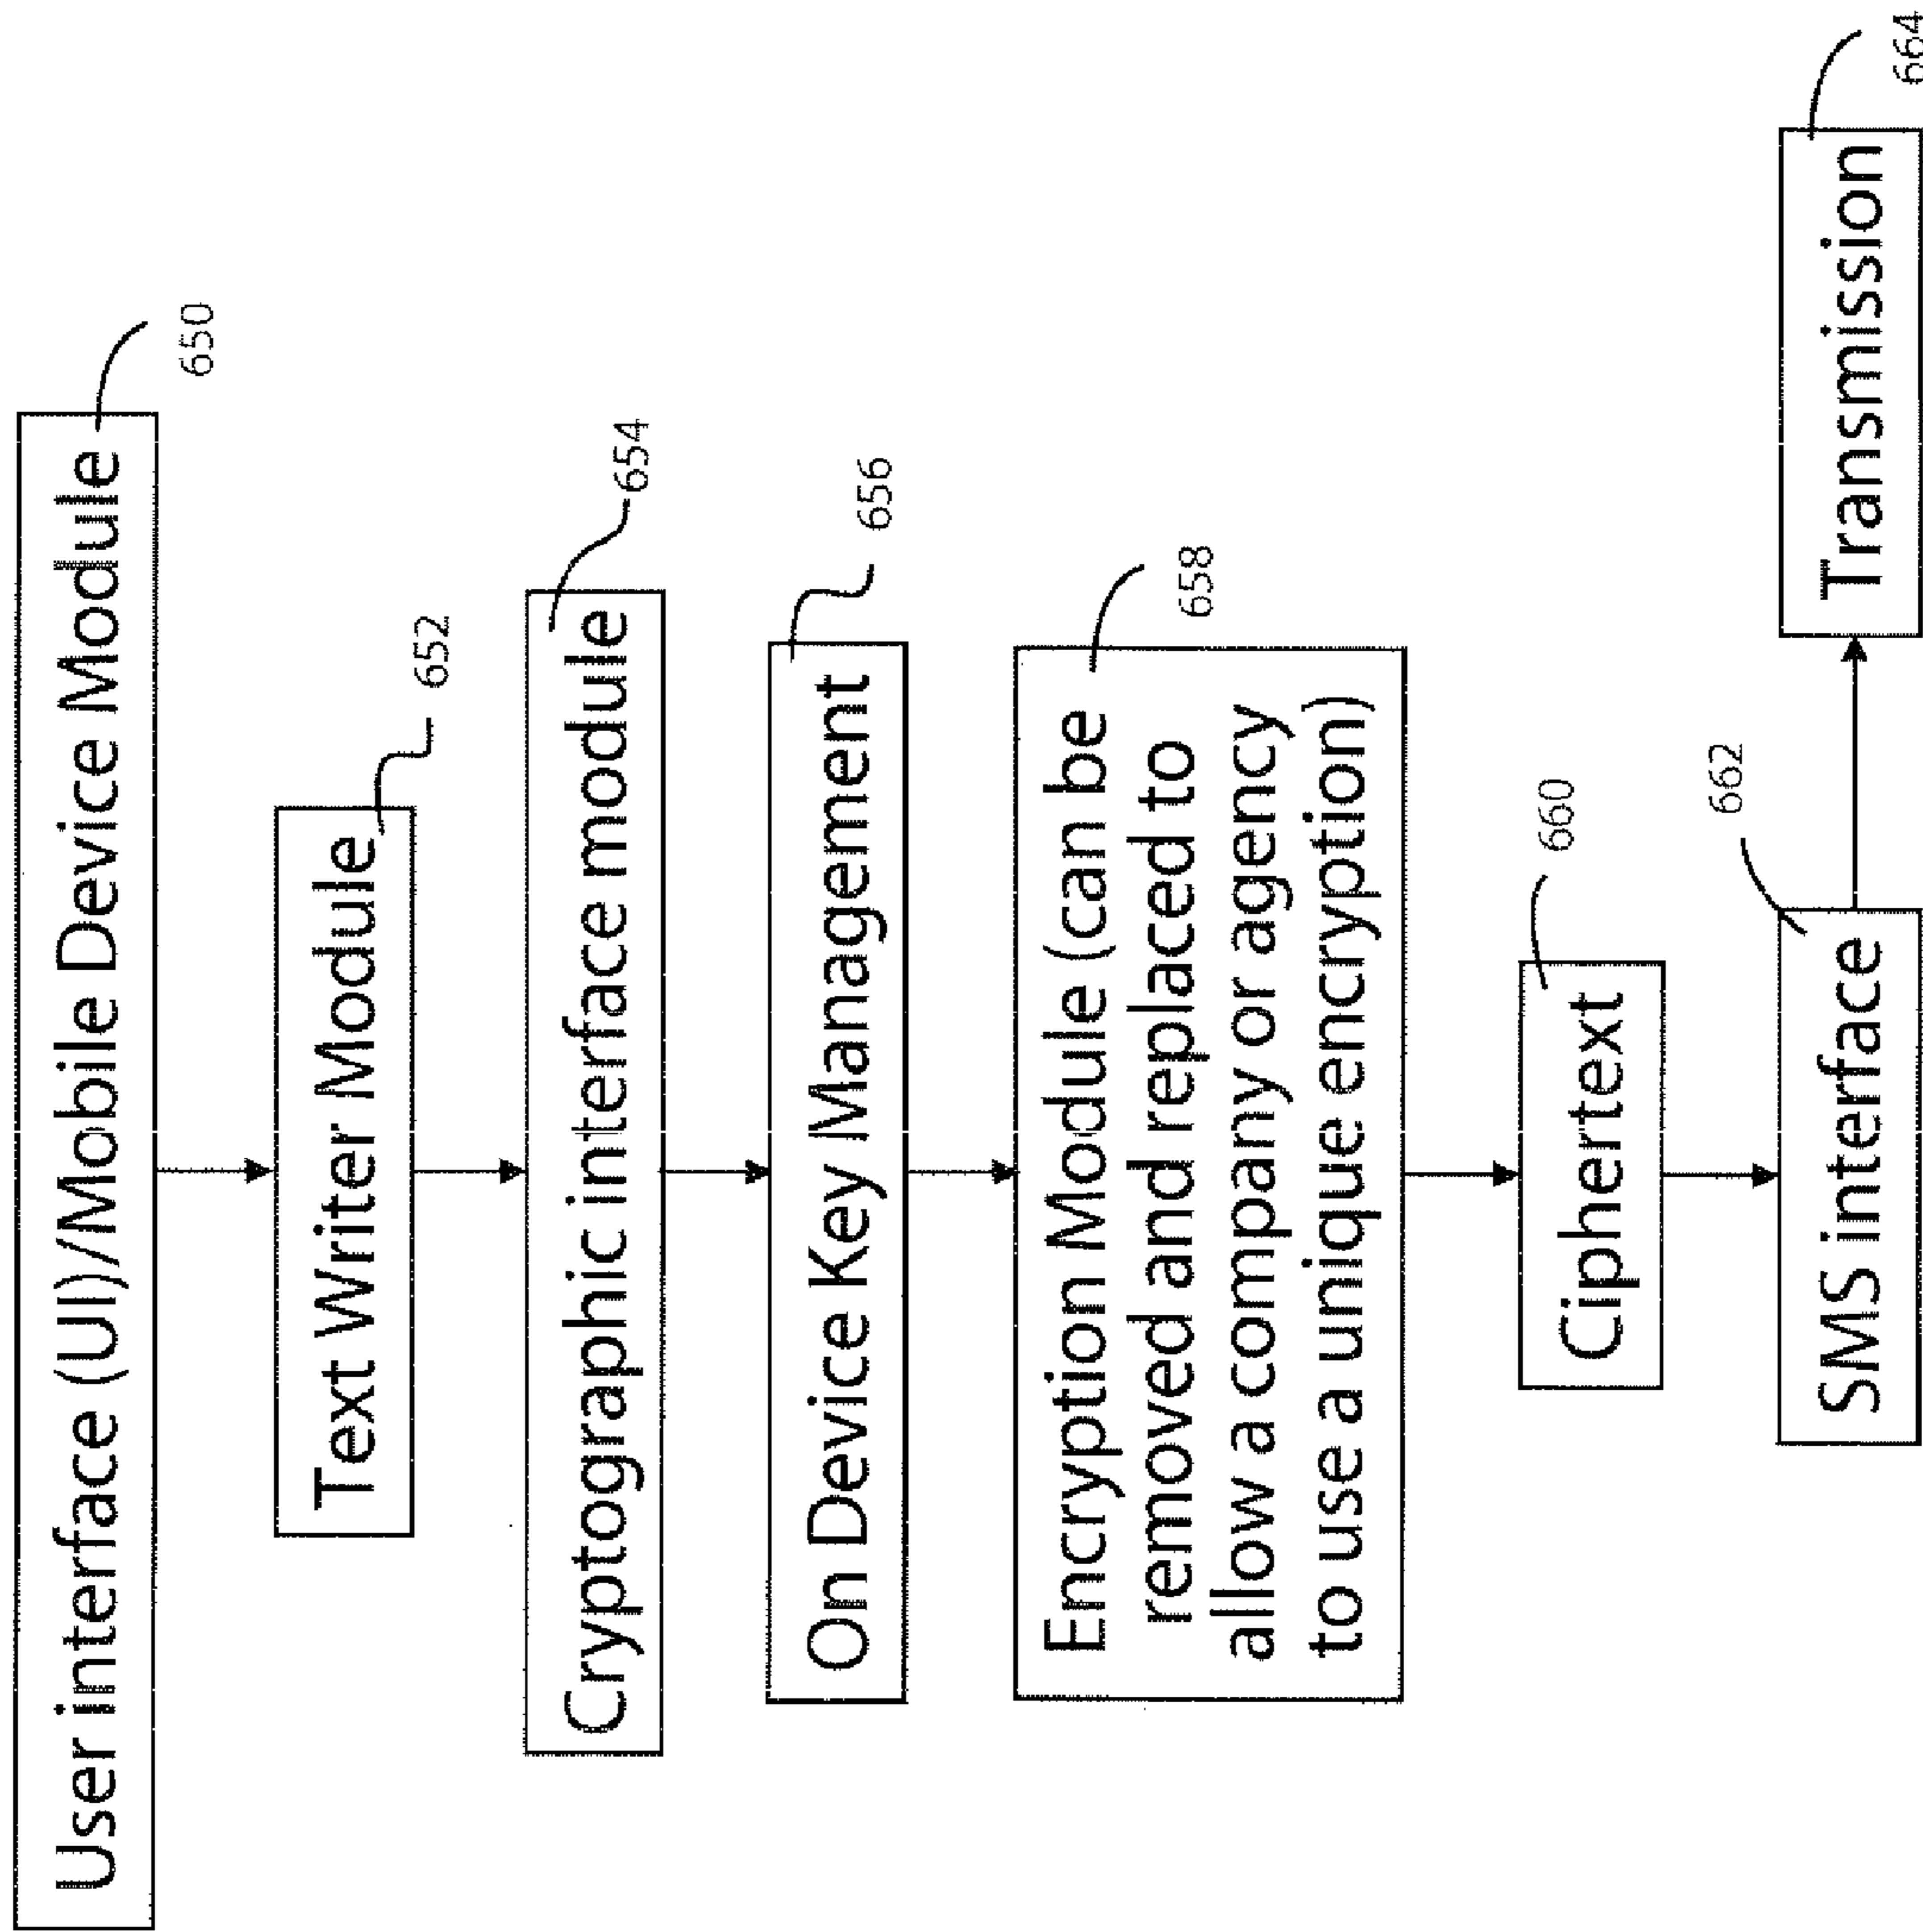 User interface (UI)/Mobile Device Module
650
Text Writer Module
652
Cryptographic interface module
654
On Device Key Management
656
Encryption Module (can be
removed and replaced to
allow a company or agency
to use a unique encryption)
658
Ciphertext
660
SMS interface
662
Transmission
664